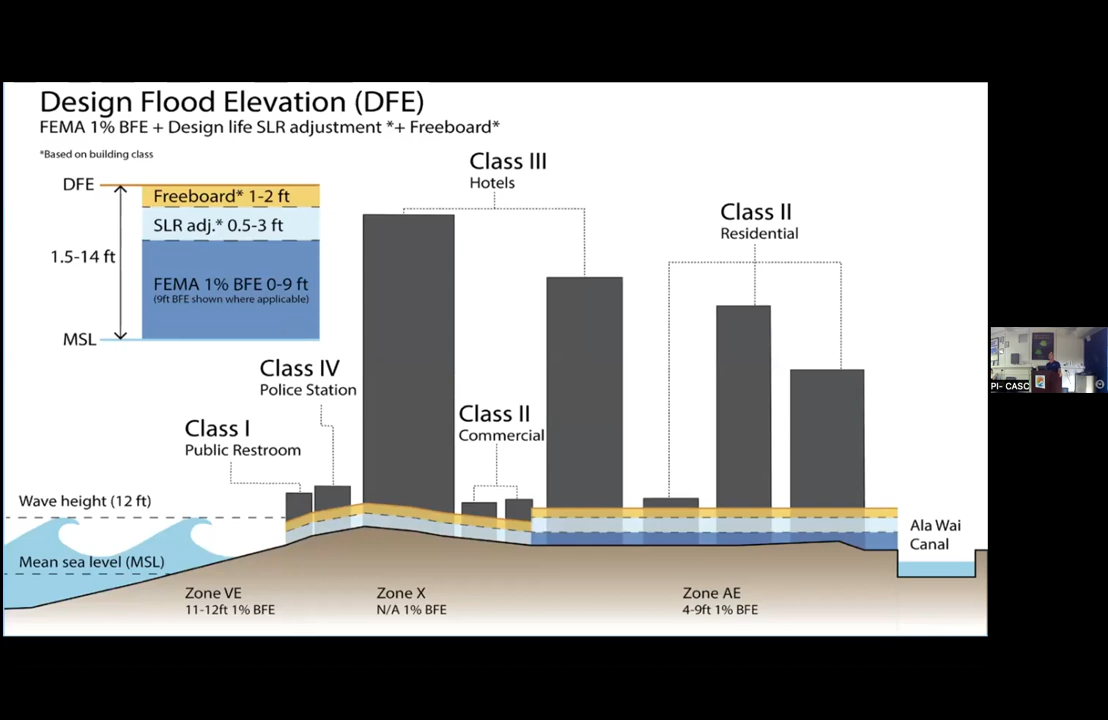 Design Flood Elevation (DFE)
FEMA 1% BFE + Design life SLR adjustment *+ Freeboard*
*Based on building class
DFE
Freeboard* 1-2 ft
SLR adj.* 0.5-3 ft
1.5-14 ft
FEMA 1% BFE 0-9 ft
(9ft BFE shown where applicable)
MSL
Class III
Hotels
Class II
Residential
Class IV
Police Station
Class I
Public Restroom
Class II
Commercial
Wave height (12 ft)
Mean sea level (MSL)
Ala Wai
Canal
Zone VE
11-12ft 1% BFE
Zone X
N/A 1% BFE
Zone AE
4-9ft 1% BFE
PI- CASC